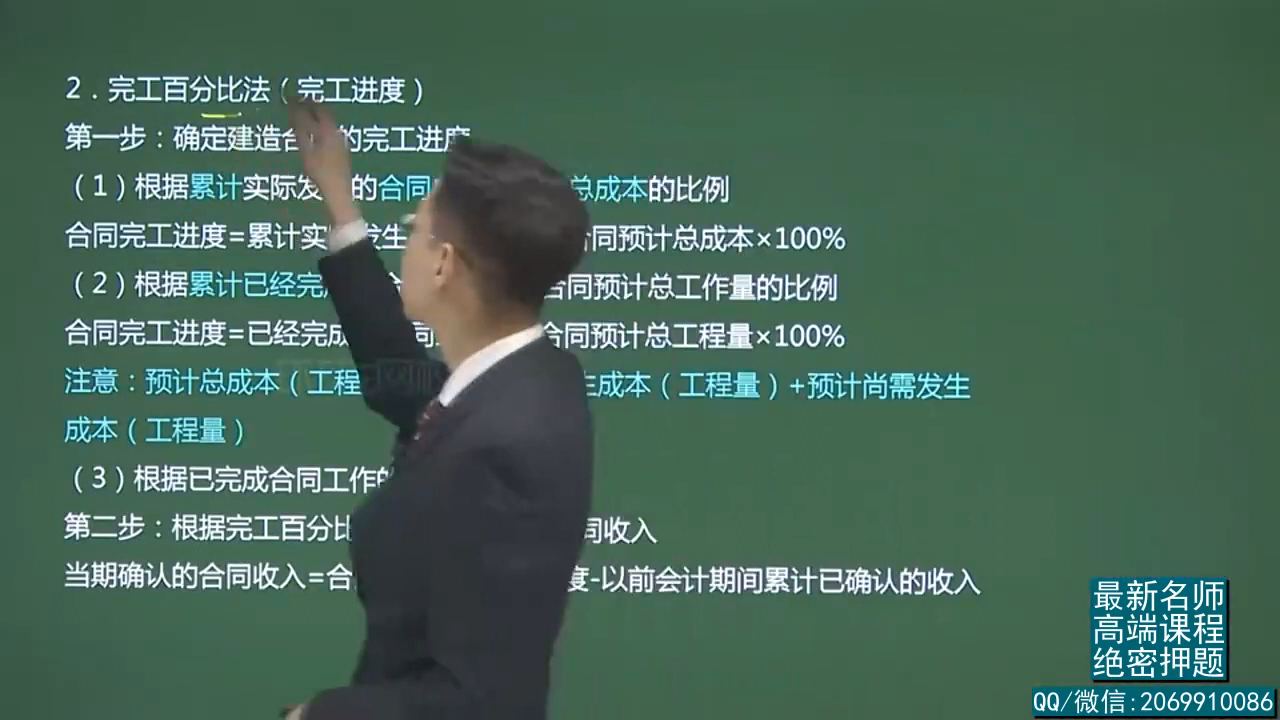 2．完工百分比法（完工进度）
第一步：确定建造合 的完工进度
（1）根据累计实际发 的合同 总成本的比例
合同完工进度=累计实 发生 合同预计总成本×100%
（2）根据累计已经完 合同预计总工作量的比例
合同完工进度=已经完成 同 合同预计总工程量×100%
注意：预计总成本（工程 生成本（工程量）+预计尚需发生
成本（工程量）
（3）根据已完成合同工作的
第二步：根据完工百分比 同收入
当期确认的合同收入=合 度-以前会计期间累计已确认的收入
最新名师
高端课程
绝密押题
QQ/微信:2069910086